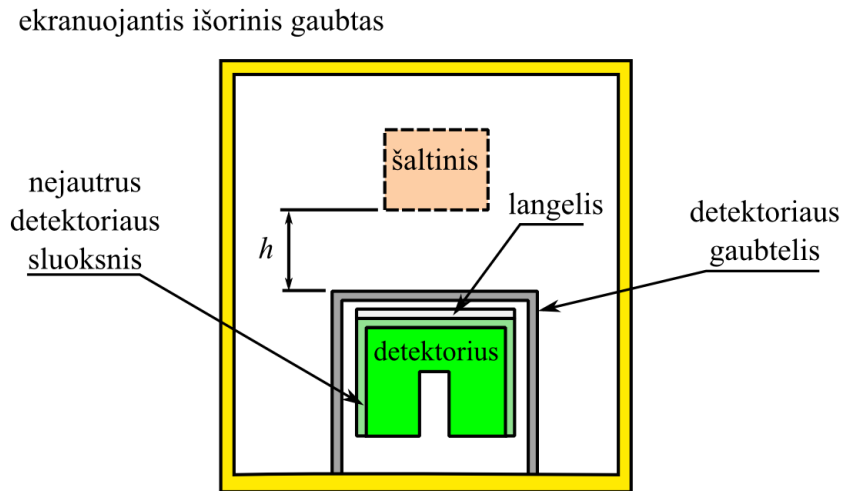 ekranuojantis išorinis gaubtas
šaltinis
nejautrus
detektoriaus
sluoksnis
langelis
detektoriaus
gaubtelis
h
detektorius